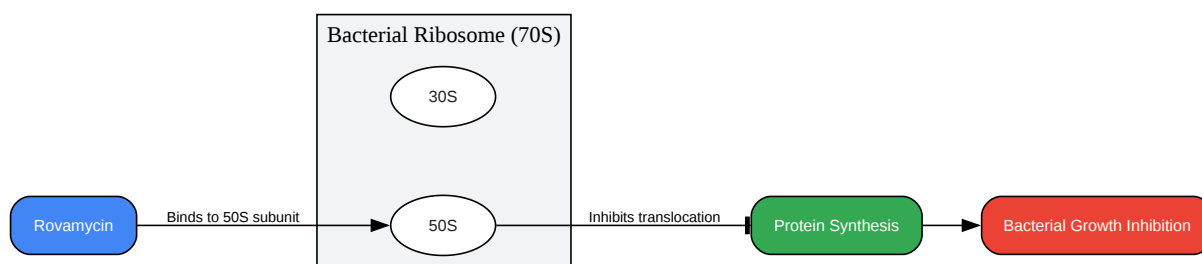 Bacterial Ribosome (70S)
30S
Rovamycin
Binds to 50S subunit
50S
Inhibits translocation
Protein Synthesis
Bacterial Growth Inhibition